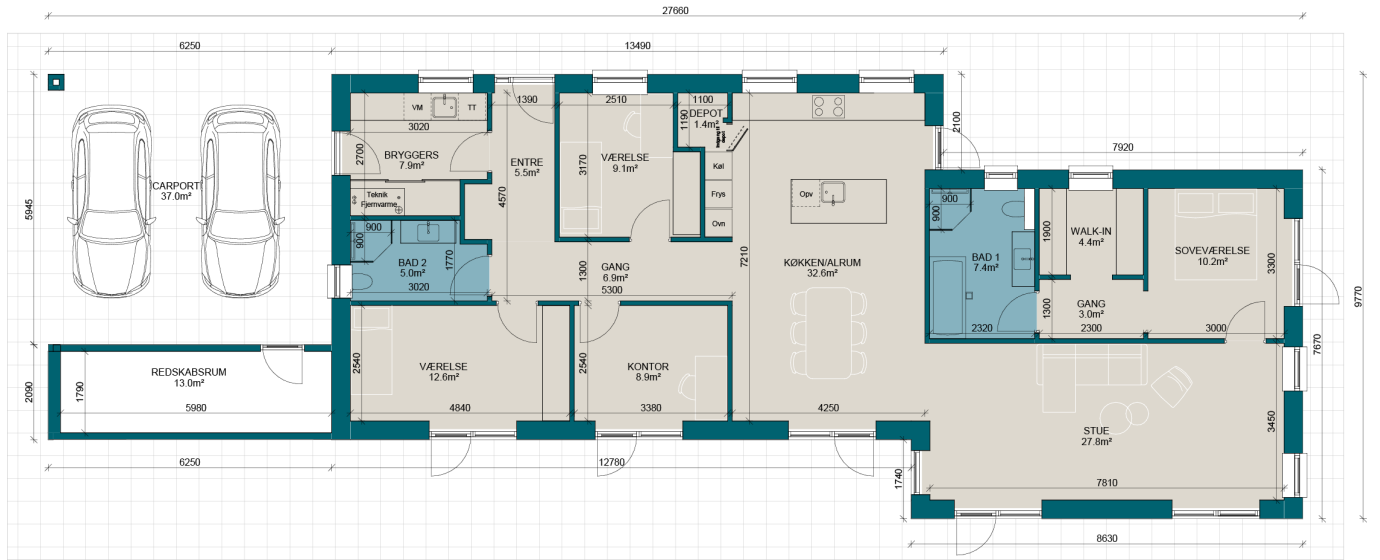 27660
6250
13490
1390
2510
1100
VM
TT
DEPOT
1.4m²
1190
Indgang til
depot
3020
2700
BRYGGERS
7.9m²
ENTRE
5.5m²
VÆRELSE
9.1m²
3170
4570
Køl
Frys
Ovn
Opv
2100
7920
CARPORT
37.0m²
5945
Teknik
Fjernvarme
900
900
BAD 2
5.0m²
1770
3020
1300
GANG
6.9m²
5300
7210
KØKKEN/ALRUM
32.6m²
900
900
BAD 1
7.4m²
2320
1900
WALK-IN
4.4m²
1300
GANG
3.0m²
2300
SOVEVÆRELSE
10.2m²
3300
3000
9770
7670
REDSKABSRUM
13.0m²
2090
1790
5980
2540
VÆRELSE
12.6m²
4840
2540
KONTOR
8.9m²
3380
4250
STUE
27.8m²
3450
7810
6250
12780
1740
8630